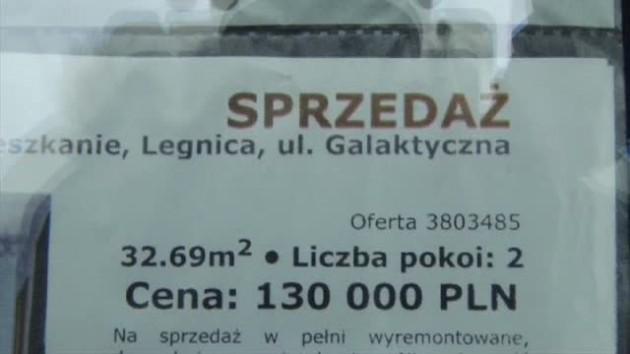 SPRZEDAŻ
eszkanie, Legnica, ul. Galaktyczna
Oferta 3803485
32.69m² ● Liczba pokoi: 2
Cena: 130 000 PLN
Na sprzedaż w pełni wyremontowane,